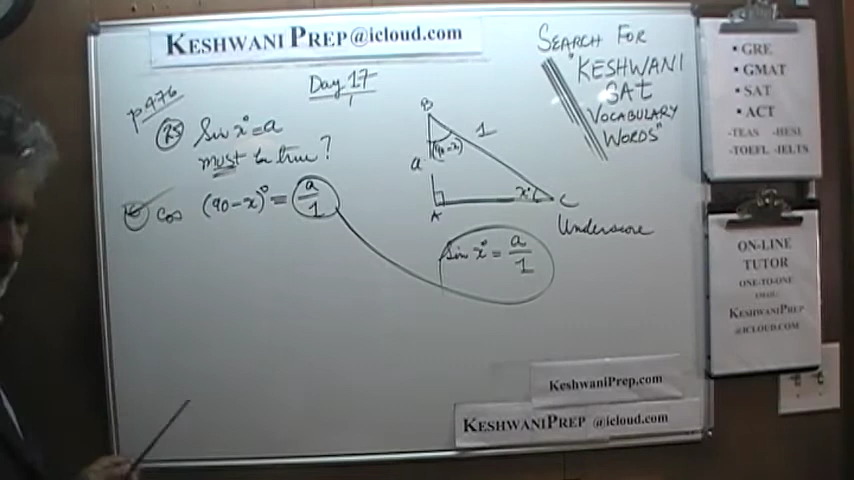 KESHWANI PREP@icloud.com
Day 17
p.476
25 Sin x° = a
must be true?
cos (90-x)° = a/1
B
1
(90-x)
a
x°
A
C
Underscore
Sin x° = a/1
SEARCH FOR
"KESHWANI
SAT
VOCABULARY
WORDS"
• GRE
• GMAT
• SAT
• ACT
-TEAS -HESI
-TOEFL -IELTS
ON-LINE
TUTOR
ONE-TO-ONE
EMAIL:
KESHWANIPREP
@ICLOUD.COM
KeshwaniPrep.com
KESHWANIPREP @icloud.com